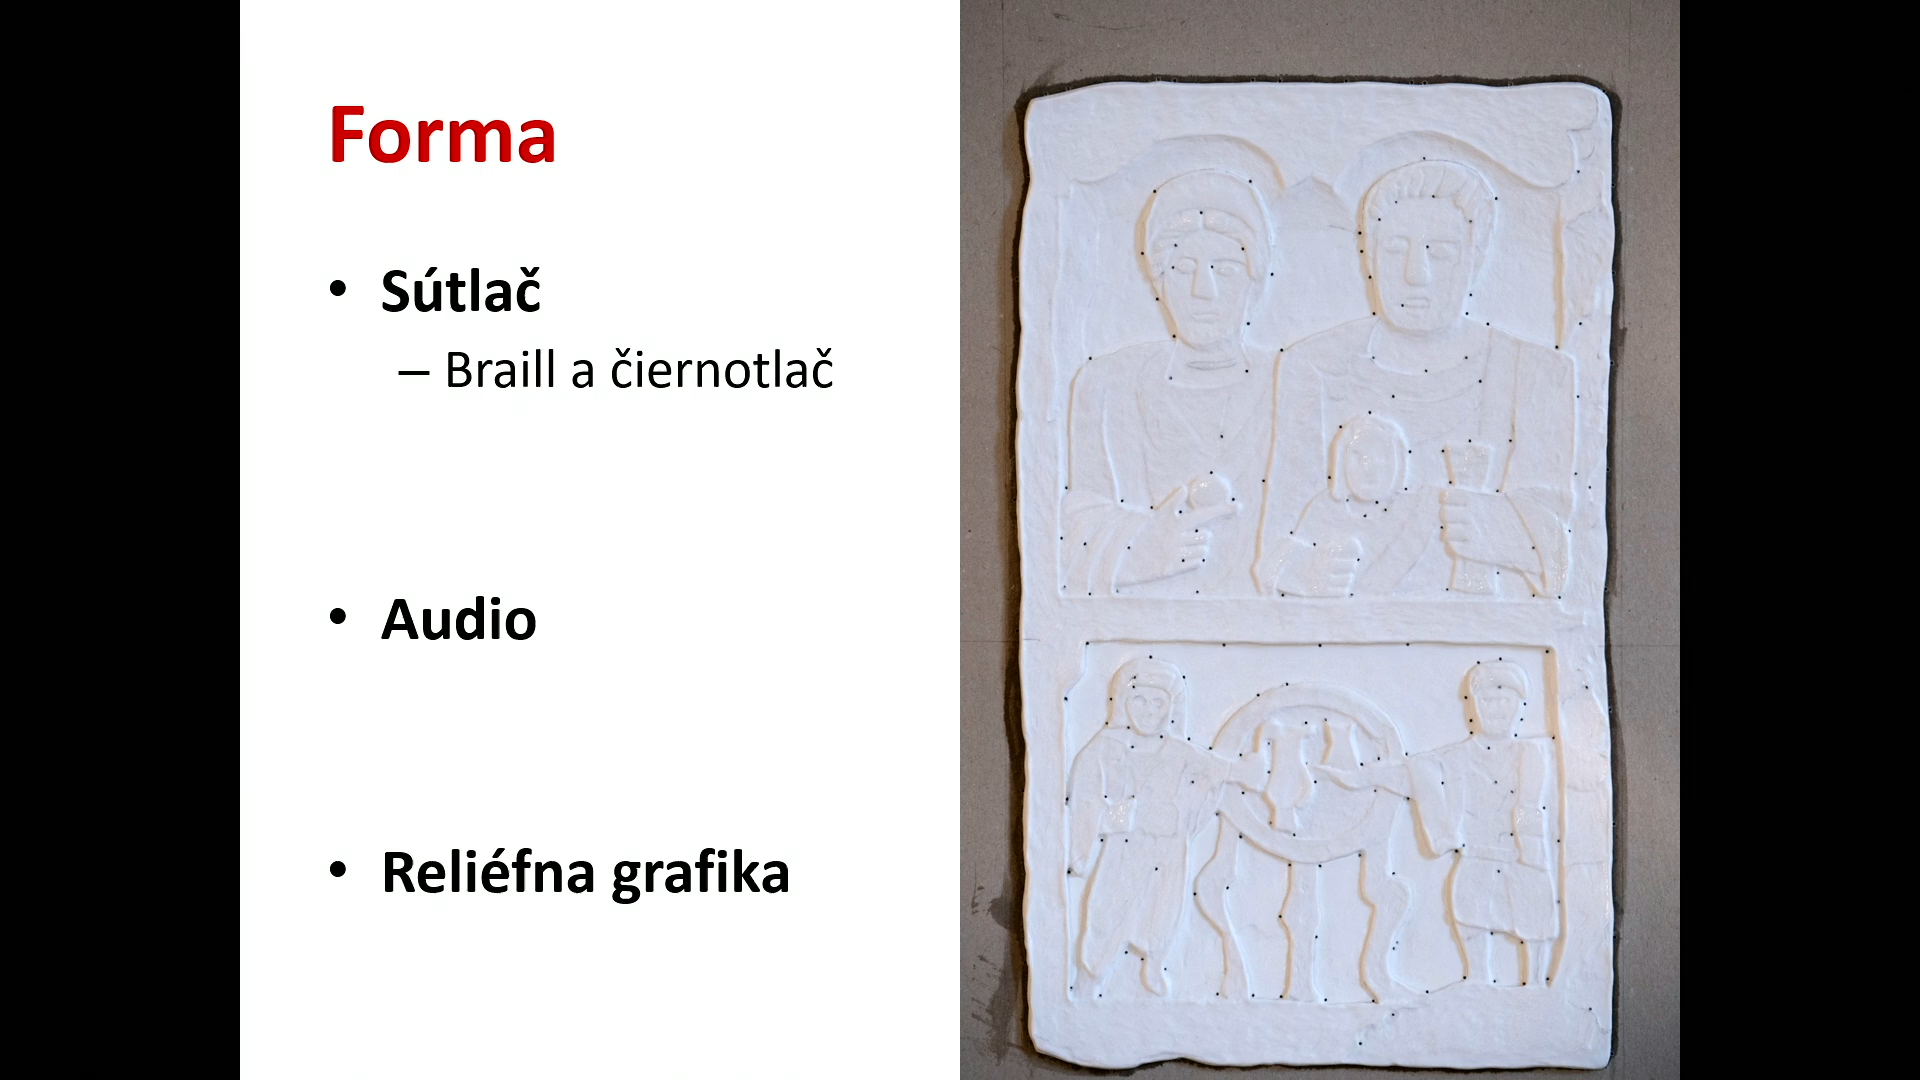 Forma
• Sútlač
– Braill a čiernotlač
• Audio
• Reliéfna grafika